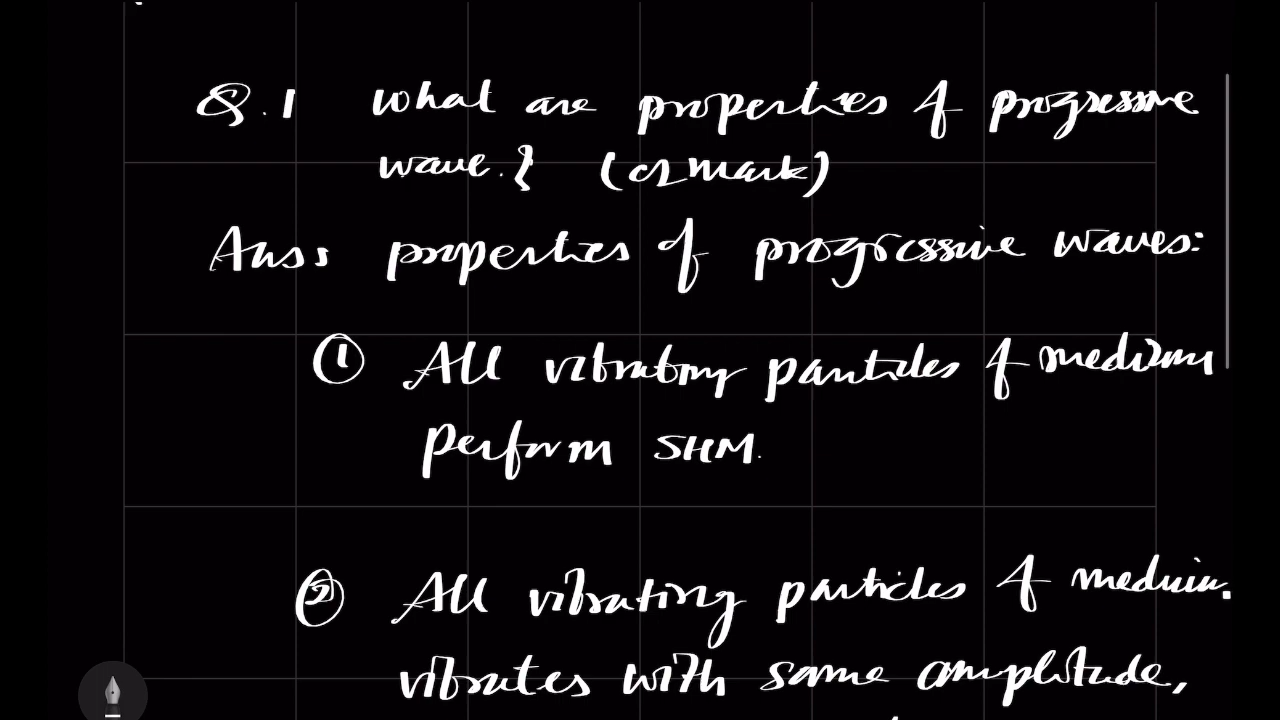 Q.1 what are properties of progressive
wave.? (02 mark)
Ans: properties of progressive waves:
① All vibrating particles of medium
perform SHM.
② All vibrating particles of medium.
vibrates with same amplitude,